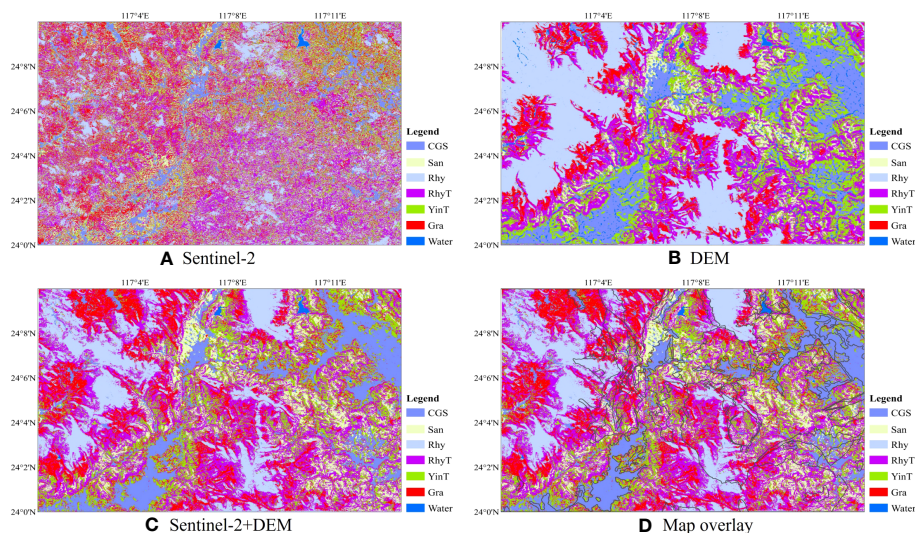 117°4'E 117°8'E 117°11'E
24°8'N
24°6'N
24°4'N
24°2'N
24°0'N
Legend
CGS
San
Rhy
RhyT
YinT
Gra
Water
A Sentinel-2
117°4'E 117°8'E 117°11'E
24°8'N
24°6'N
24°4'N
24°2'N
24°0'N
Legend
CGS
San
Rhy
RhyT
YinT
Gra
Water
B DEM
117°4'E 117°8'E 117°11'E
24°8'N
24°6'N
24°4'N
24°2'N
24°0'N
Legend
CGS
San
Rhy
RhyT
YinT
Gra
Water
C Sentinel-2+DEM
117°4'E 117°8'E 117°11'E
24°8'N
24°6'N
24°4'N
24°2'N
24°0'N
Legend
CGS
San
Rhy
RhyT
YinT
Gra
Water
D Map overlay